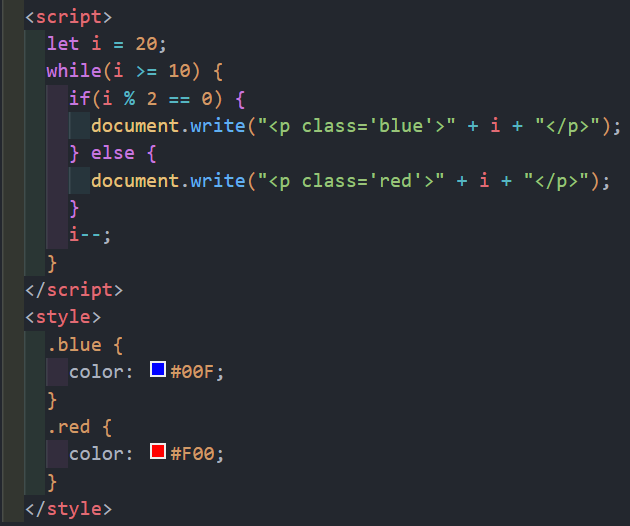 <script>
let i = 20;
while(i >= 10) {
if(i % 2 == 0) {
document.write("<p class='blue'>" + i + "</p>");
} else {
document.write("<p class='red'>" + i + "</p>");
}
i--;
}
</script>
<style>
.blue {
color: #00F;
}
.red {
color: #F00;
}
</style>